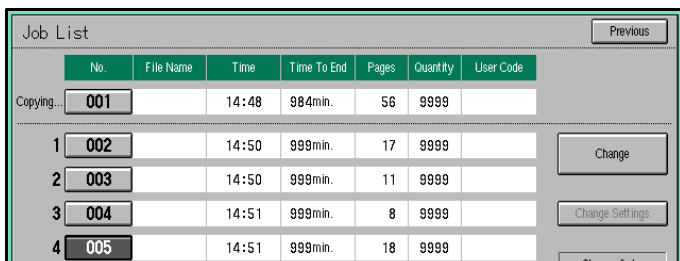 Job List Previous
No. File Name Time Time To End Pages Quantity User Code
Copying... 001 14:48 984min. 56 9999
1 002 14:50 999min. 17 9999
Change
2 003 14:50 999min. 11 9999
3 004 14:51 8 999min. 9999 Change Settings
4 005 14:51 999min. 18 9999